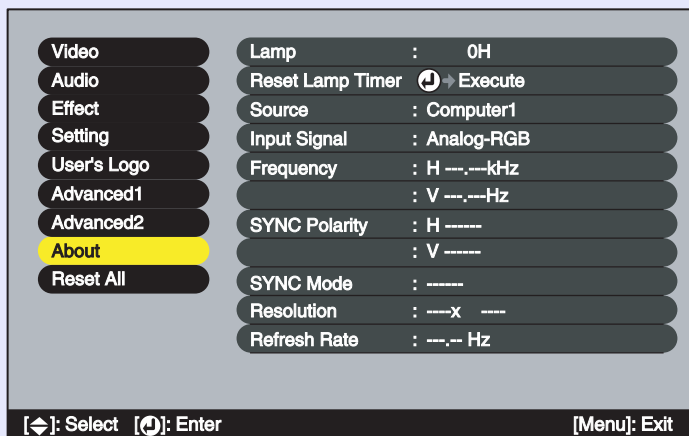 Video
Audio
Effect
Setting
User's Logo
Advanced1
Advanced2
About
Reset All
Lamp : 0H
Reset Lamp Timer Execute
Source : Computer1
Input Signal : Analog-RGB
Frequency : H ---.---kHz
: V ---.---Hz
SYNC Polarity : H ------
: V ------
SYNC Mode : ------
Resolution : ----x ----
Refresh Rate : ---.-- Hz
[ ]: Select [ ]: Enter [Menu]: Exit